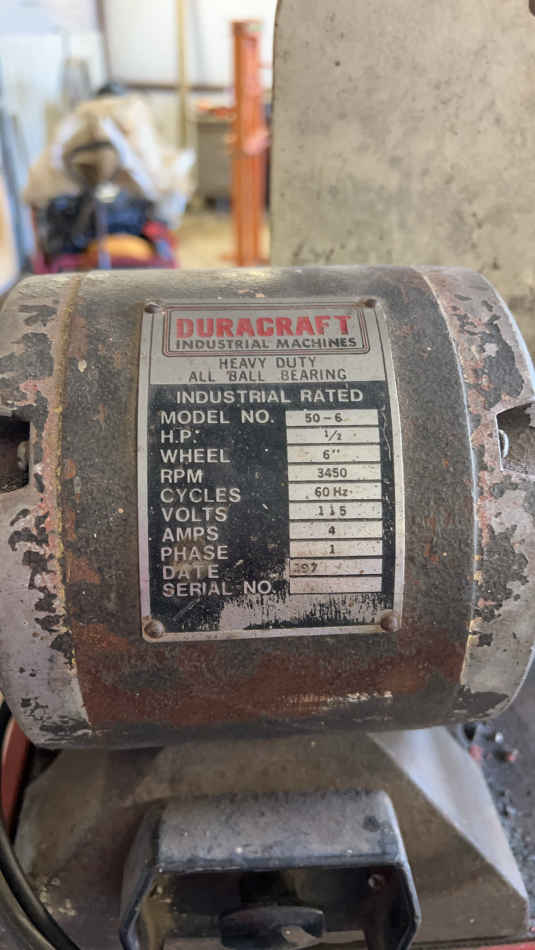 DURACRAFT
INDUSTRIAL MACHINES
HEAVY DUTY
ALL BALL BEARING
INDUSTRIAL RATED
MODEL NO. 50-6
H.P. 1/2
WHEEL 6"
RPM 3450
CYCLES 60 Hz
VOLTS 115
AMPS 4
PHASE 1
DATE 197
SERIAL NO.